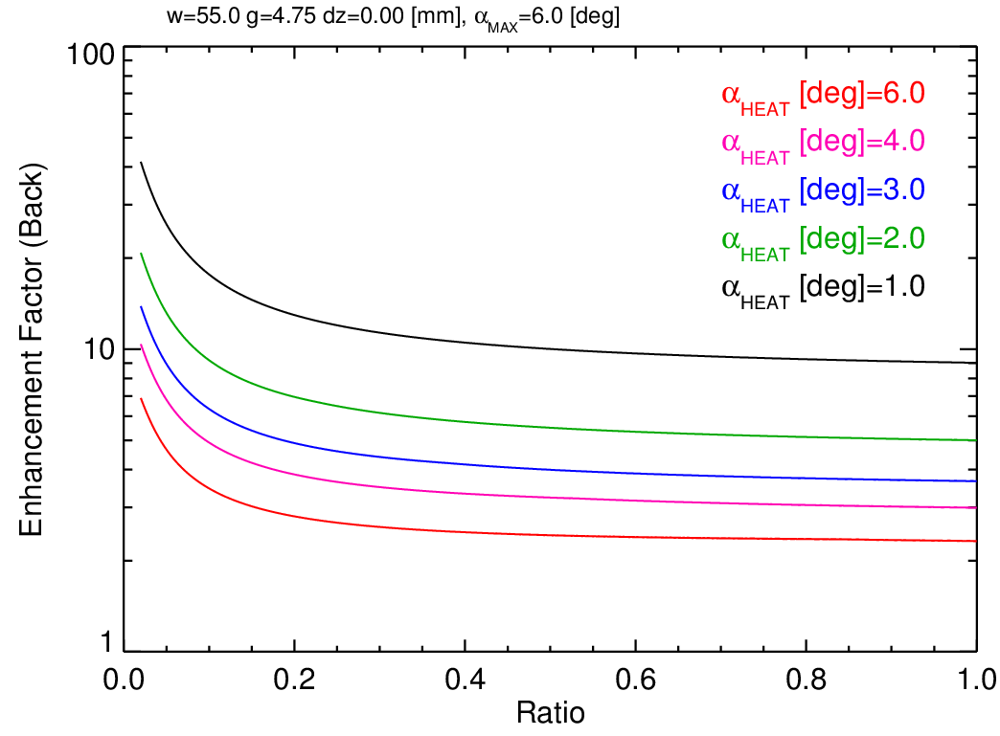 w=55.0 g=4.75 dz=0.00 [mm], αMAX=6.0 [deg]
100
10
1
Enhancement Factor (Back)
αHEAT [deg]=6.0
αHEAT [deg]=4.0
αHEAT [deg]=3.0
αHEAT [deg]=2.0
αHEAT [deg]=1.0
0.0 0.2 0.4 0.6 0.8 1.0
Ratio